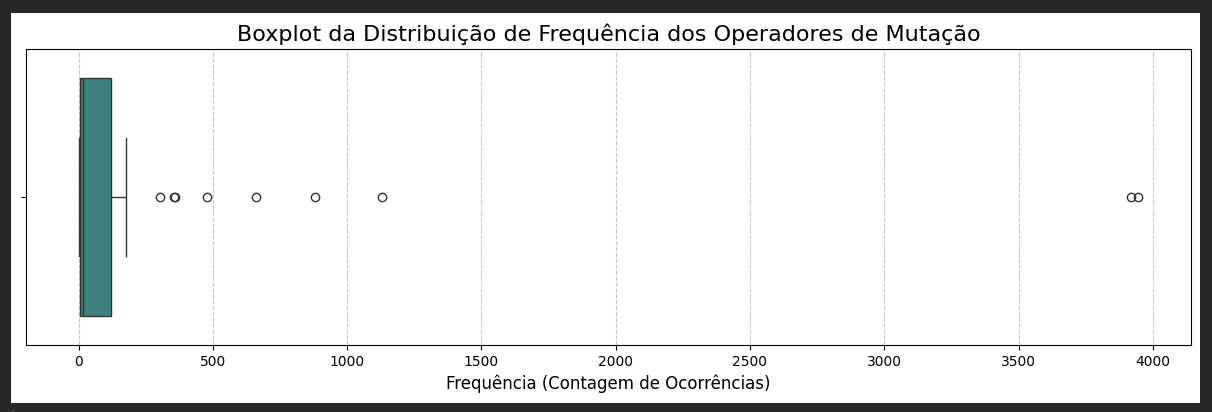 Boxplot da Distribuição de Frequência dos Operadores de Mutação
0 500 1000 1500 2000 2500 3000 3500 4000
Frequência (Contagem de Ocorrências)